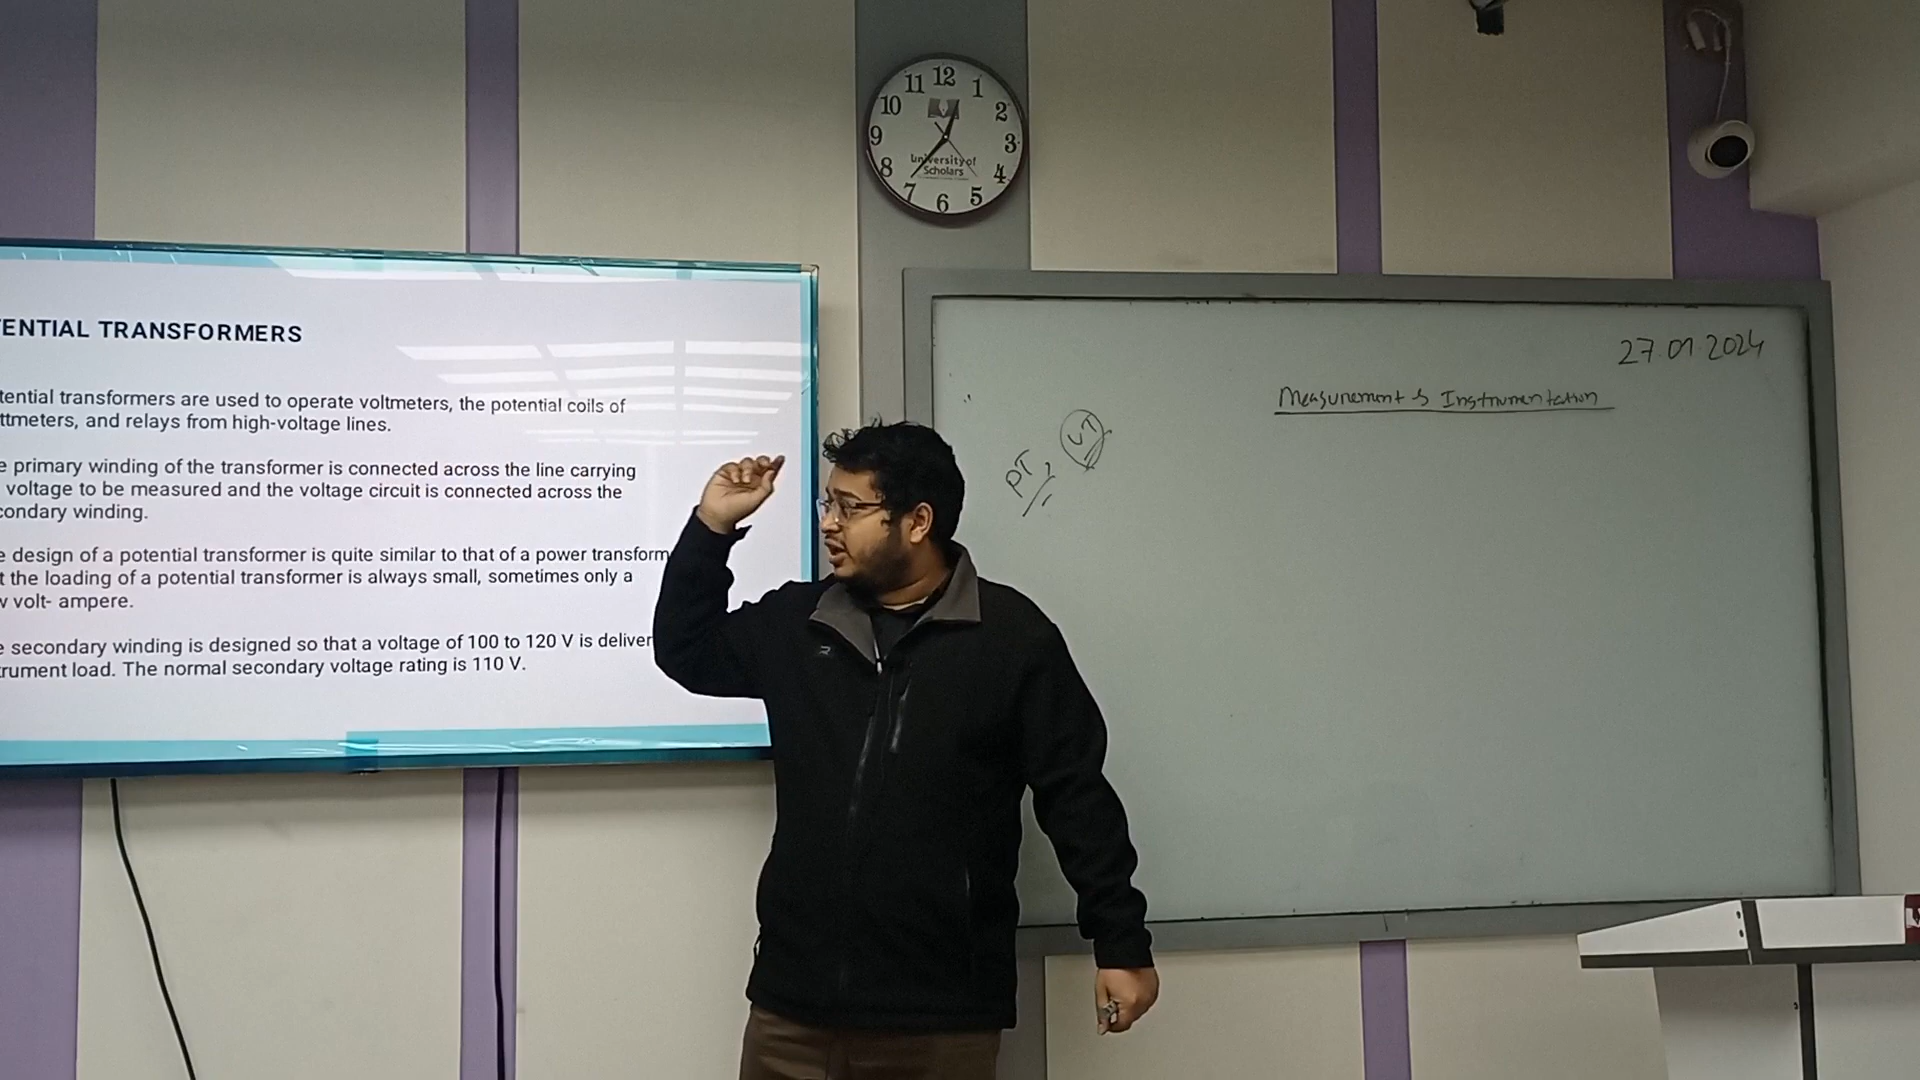 11 12 1
10 2
9 3
8 4
7 6 5
University of
Scholars
ENTIAL TRANSFORMERS
tential transformers are used to operate voltmeters, the potential coils of
ttmeters, and relays from high-voltage lines.
e primary winding of the transformer is connected across the line carrying
voltage to be measured and the voltage circuit is connected across the
condary winding.
e design of a potential transformer is quite similar to that of a power transform
t the loading of a potential transformer is always small, sometimes only a
w volt- ampere.
e secondary winding is designed so that a voltage of 100 to 120 V is deliver
rument load. The normal secondary voltage rating is 110 V.
27.01.2024
Measurement & Instrumentation
PT, VT